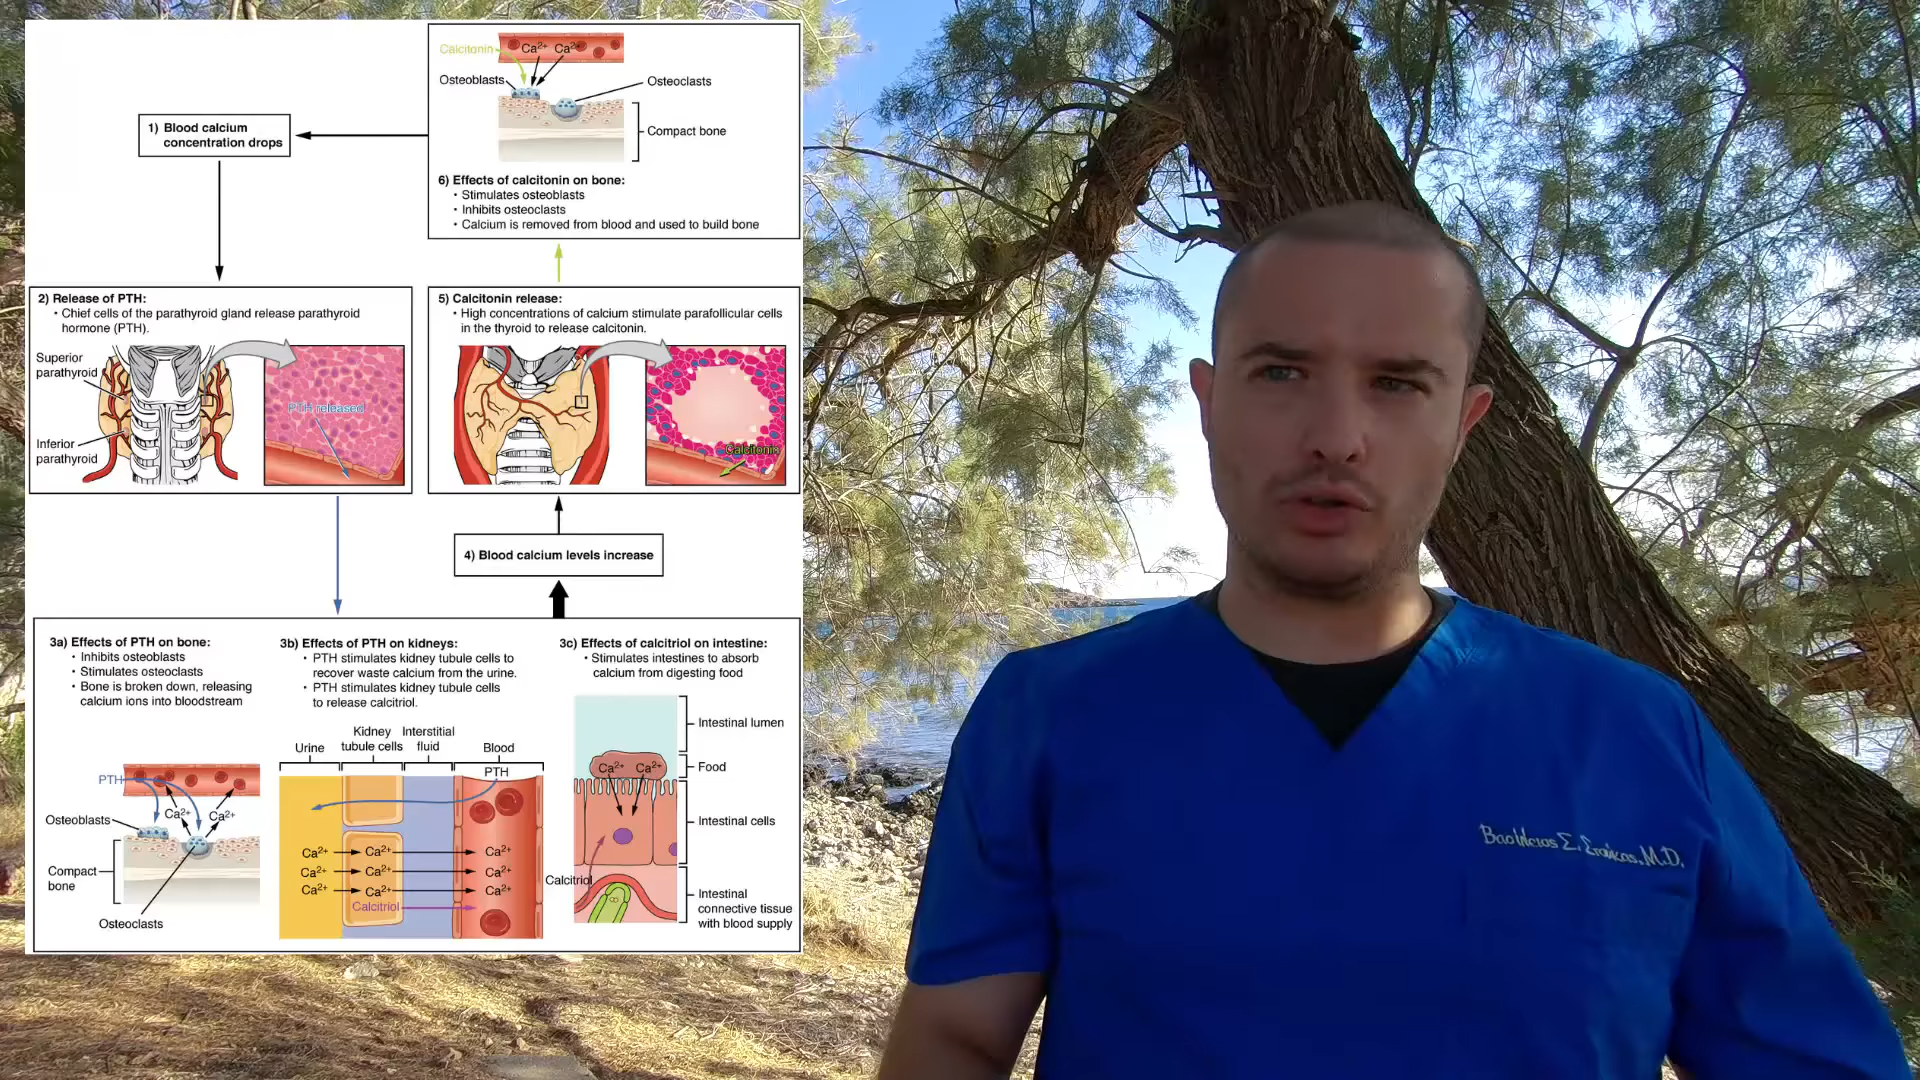 Calcitonin
Ca2+ Ca2+
Osteoblasts
Osteoclasts
Compact bone
6) Effects of calcitonin on bone:
• Stimulates osteoblasts
• Inhibits osteoclasts
• Calcium is removed from blood and used to build bone
1) Blood calcium
concentration drops
2) Release of PTH:
• Chief cells of the parathyroid gland release parathyroid
hormone (PTH).
Superior
parathyroid
PTH released
Inferior
parathyroid
5) Calcitonin release:
• High concentrations of calcium stimulate parafollicular cells
in the thyroid to release calcitonin.
Calcitonin
4) Blood calcium levels increase
3a) Effects of PTH on bone:
• Inhibits osteoblasts
• Stimulates osteoclasts
• Bone is broken down, releasing
calcium ions into bloodstream
PTH
Ca2+ Ca2+
Osteoblasts
Compact
bone
Osteoclasts
3b) Effects of PTH on kidneys:
• PTH stimulates kidney tubule cells to
recover waste calcium from the urine.
• PTH stimulates kidney tubule cells
to release calcitriol.
Urine
Kidney
tubule cells
Interstitial
fluid
Blood
PTH
Ca2+ Ca2+ Ca2+
Ca2+ Ca2+ Ca2+
Ca2+ Ca2+ Ca2+
Calcitriol
3c) Effects of calcitriol on intestine:
• Stimulates intestines to absorb
calcium from digesting food
Intestinal lumen
Ca2+ Ca2+
Food
Intestinal cells
Calcitriol
Intestinal
connective tissue
with blood supply
Βασίλειος Σ. Σταύκας, M.D.